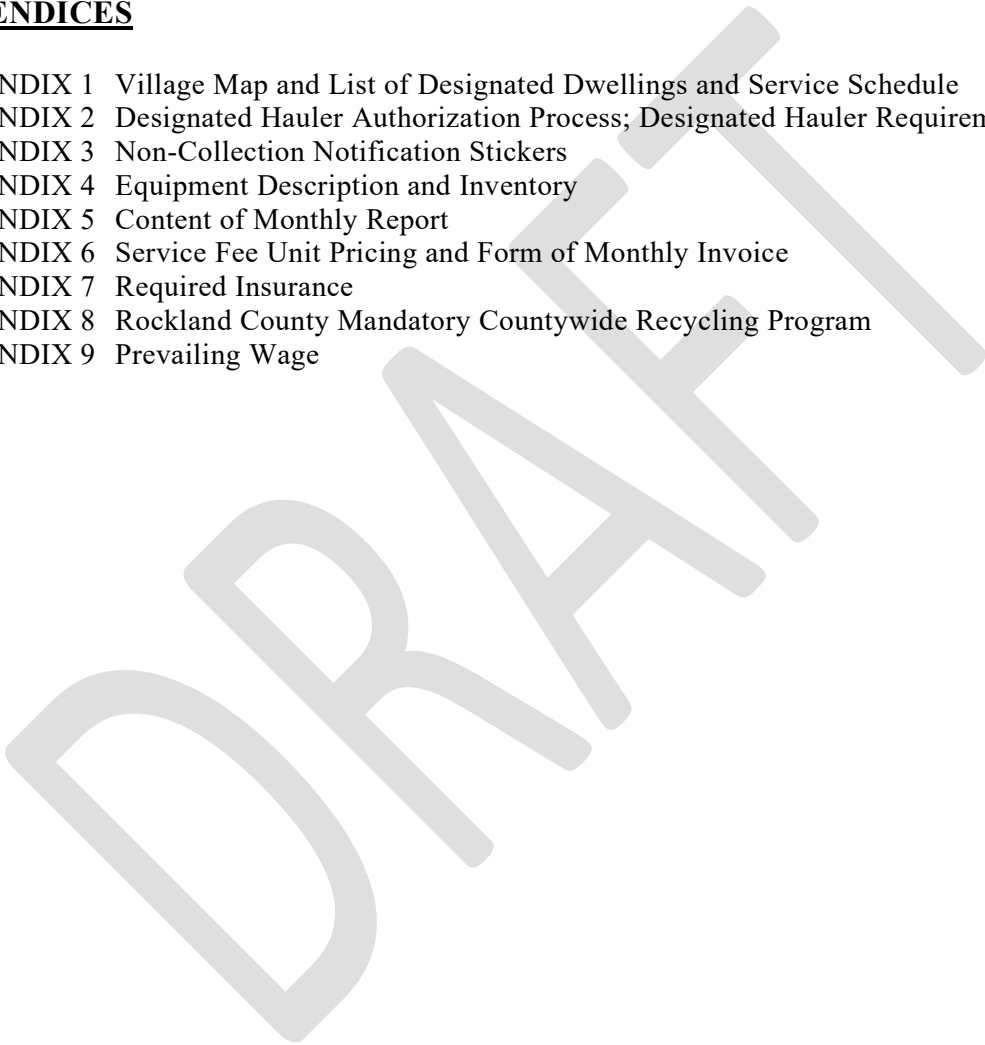 ENDICES
NDIX 1 Village Map and List of Designated Dwellings and Service Schedule
NDIX 2 Designated Hauler Authorization Process; Designated Hauler Requirem
NDIX 3 Non-Collection Notification Stickers
NDIX 4 Equipment Description and Inventory
NDIX 5 Content of Monthly Report
NDIX 6 Service Fee Unit Pricing and Form of Monthly Invoice
NDIX 7 Required Insurance
NDIX 8 Rockland County Mandatory Countywide Recycling Program
NDIX 9 Prevailing Wage
DRAFT